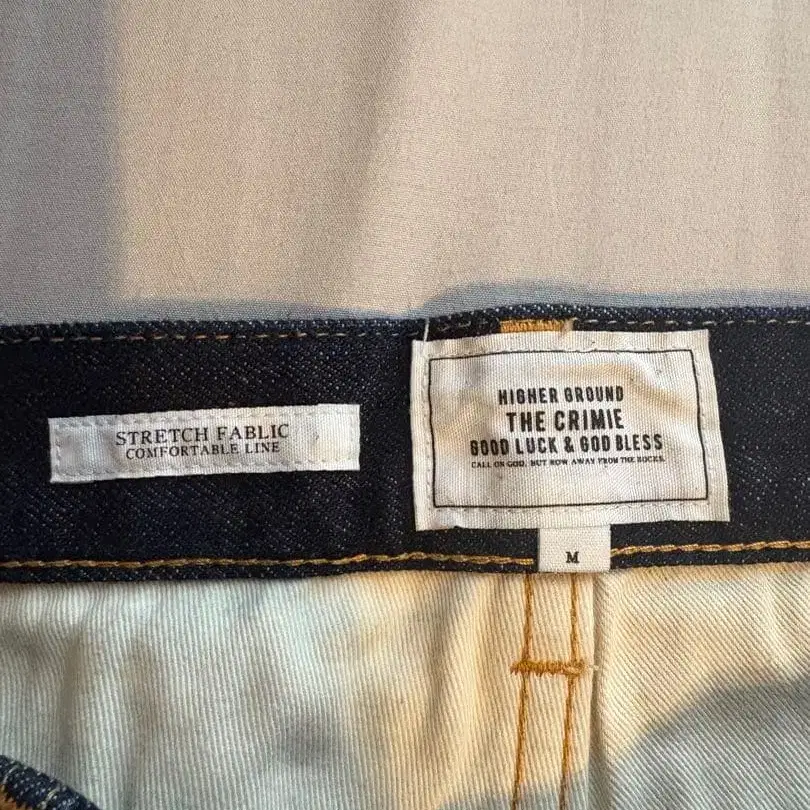 STRETCH FABLIC
COMFORTABLE LINE
HIGHER GROUND
THE CRIMIE
GOOD LUCK & GOD BLESS
CALL ON GOD, BUT ROW AWAY FROM THE ROCKS.
M